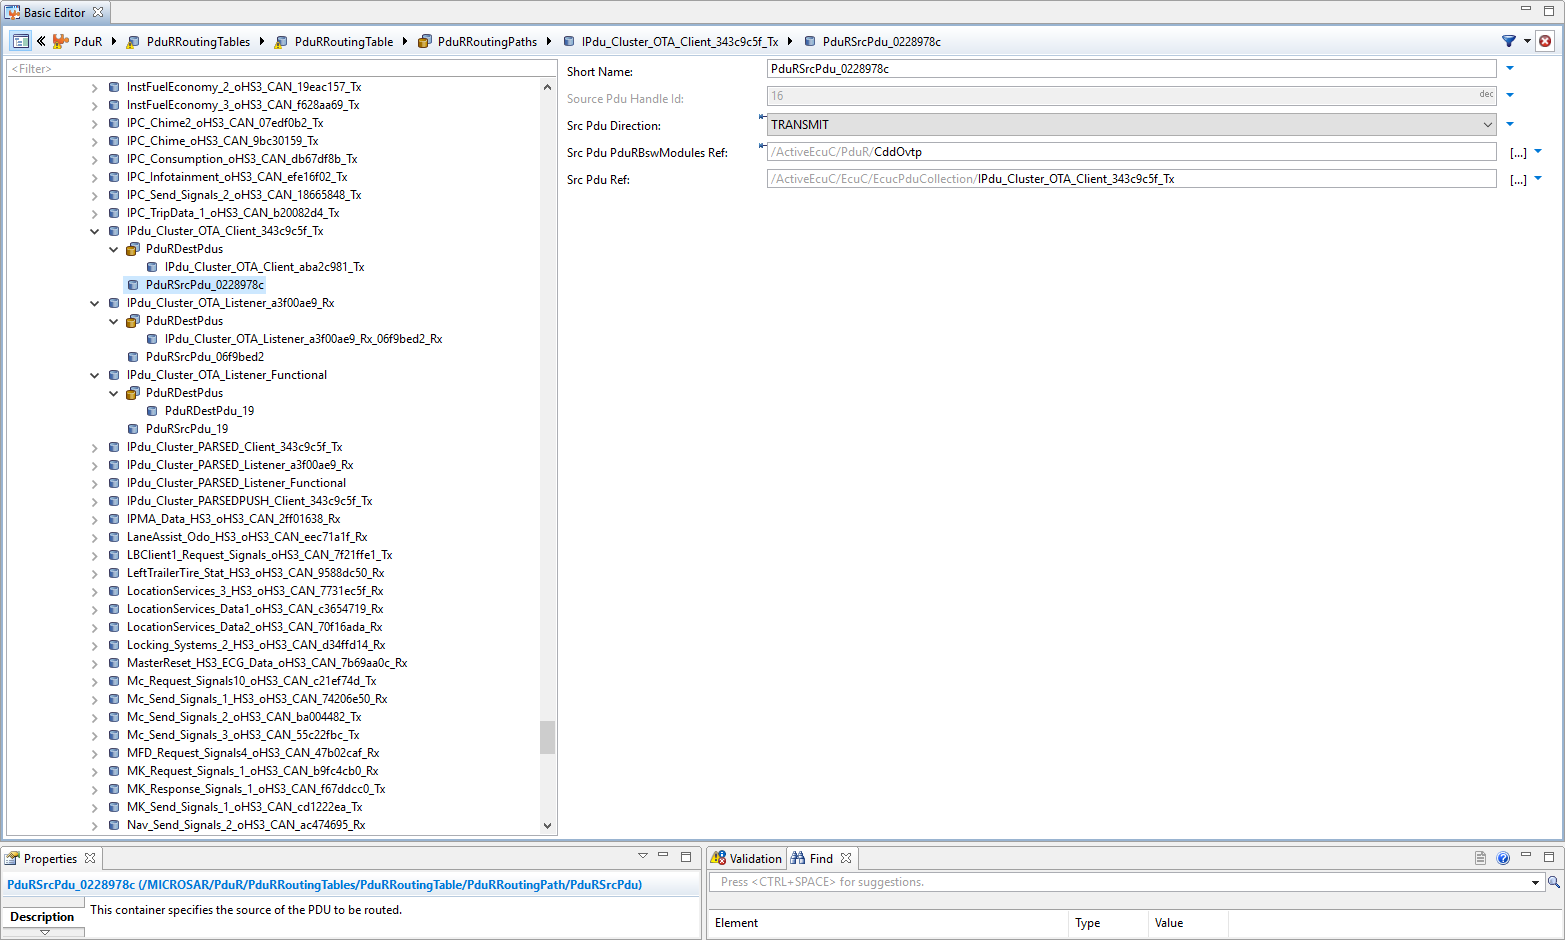 Basic Editor
PduR PduRRoutingTables PduRRoutingTable PduRRoutingPaths IPdu_Cluster_OTA_Client_343c9c5f_Tx PduRSrcPdu_0228978c
<Filter>
InstFuelEconomy_2_oHS3_CAN_19eac157_Tx
InstFuelEconomy_3_oHS3_CAN_f628aa69_Tx
IPC_Chime2_oHS3_CAN_07edf0b2_Tx
IPC_Chime_oHS3_CAN_9bc30159_Tx
IPC_Consumption_oHS3_CAN_db67df8b_Tx
IPC_Infotainment_oHS3_CAN_efe16f02_Tx
IPC_Send_Signals_2_oHS3_CAN_18665848_Tx
IPC_TripData_1_oHS3_CAN_b20082d4_Tx
IPdu_Cluster_OTA_Client_343c9c5f_Tx
PduRDestPdus
IPdu_Cluster_OTA_Client_aba2c981_Tx
PduRSrcPdu_0228978c
IPdu_Cluster_OTA_Listener_a3f00ae9_Rx
PduRDestPdus
IPdu_Cluster_OTA_Listener_a3f00ae9_Rx_06f9bed2_Rx
PduRSrcPdu_06f9bed2
IPdu_Cluster_OTA_Listener_Functional
PduRDestPdus
PduRDestPdu_19
PduRSrcPdu_19
IPdu_Cluster_PARSED_Client_343c9c5f_Tx
IPdu_Cluster_PARSED_Listener_a3f00ae9_Rx
IPdu_Cluster_PARSED_Listener_Functional
IPdu_Cluster_PARSEDPUSH_Client_343c9c5f_Tx
IPMA_Data_HS3_oHS3_CAN_2ff01638_Rx
LaneAssist_Odo_HS3_oHS3_CAN_eec71a1f_Rx
LBClient1_Request_Signals_oHS3_CAN_7f21ffe1_Tx
LeftTrailerTire_Stat_HS3_oHS3_CAN_9588dc50_Rx
LocationServices_3_HS3_oHS3_CAN_7731ec5f_Rx
LocationServices_Data1_oHS3_CAN_c3654719_Rx
LocationServices_Data2_oHS3_CAN_70f16ada_Rx
Locking_Systems_2_HS3_oHS3_CAN_d34ffd14_Rx
MasterReset_HS3_ECG_Data_oHS3_CAN_7b69aa0c_Rx
Mc_Request_Signals10_oHS3_CAN_c21ef74d_Tx
Mc_Send_Signals_1_HS3_oHS3_CAN_74206e50_Rx
Mc_Send_Signals_2_oHS3_CAN_ba004482_Tx
Mc_Send_Signals_3_oHS3_CAN_55c22fbc_Tx
MFD_Request_Signals4_oHS3_CAN_47b02caf_Rx
MK_Request_Signals_1_oHS3_CAN_b9fc4cb0_Rx
MK_Response_Signals_1_oHS3_CAN_f67ddcc0_Tx
MK_Send_Signals_1_oHS3_CAN_cd1222ea_Tx
Nav_Send_Signals_2_oHS3_CAN_ac474695_Rx
Short Name: PduRSrcPdu_0228978c
Source Pdu Handle Id: 16 dec
Src Pdu Direction: TRANSMIT
Src Pdu PduRBswModules Ref: /ActiveEcuC/PduR/CddOvtp [...]
Src Pdu Ref: /ActiveEcuC/EcuC/EcucPduCollection/IPdu_Cluster_OTA_Client_343c9c5f_Tx [...]
Properties
PduRSrcPdu_0228978c (/MICROSAR/PduR/PduRRoutingTables/PduRRoutingTable/PduRRoutingPath/PduRSrcPdu)
Description This container specifies the source of the PDU to be routed.
Validation Find
Press <CTRL+SPACE> for suggestions.
Element Type Value